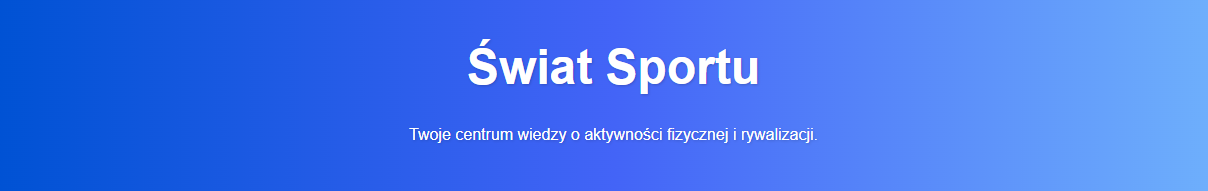 Świat Sportu
Twoje centrum wiedzy o aktywności fizycznej i rywalizacji.